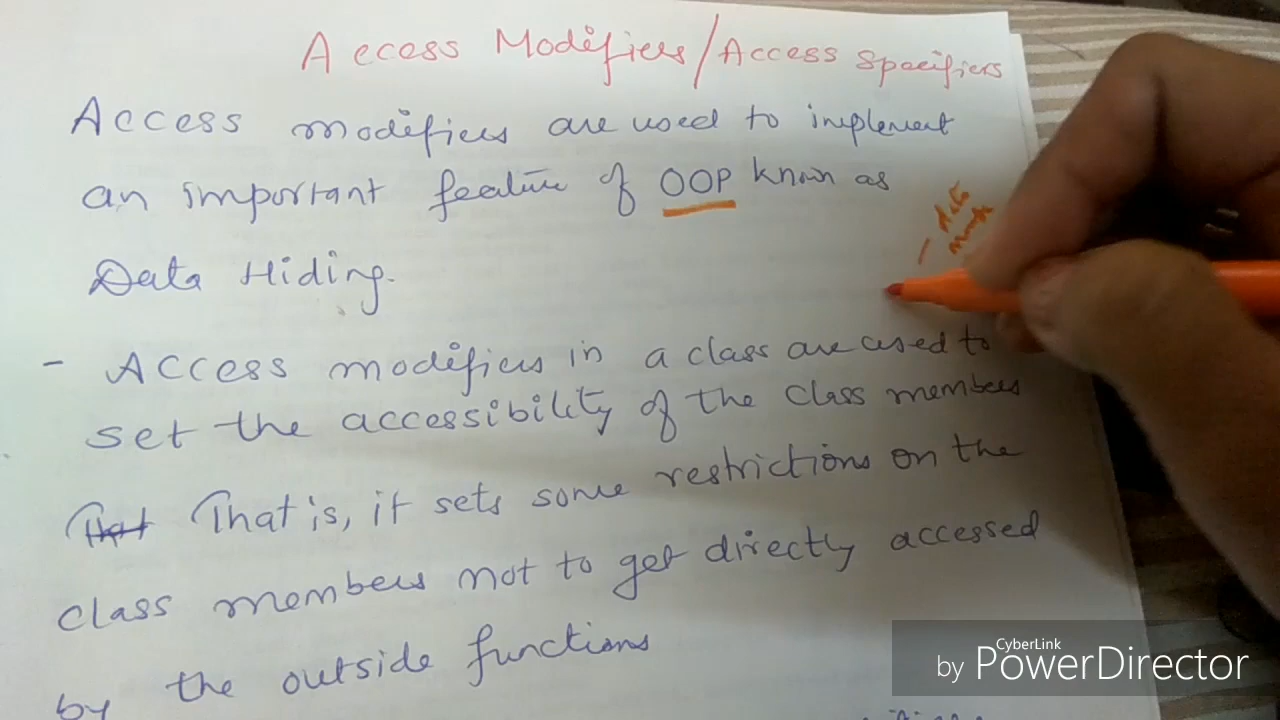 Access Modifiers/Access Specifiers
Access modifiers are used to implement
an important feature of OOP known as
Data Hiding.
- Access modifiers in a class are used to
set the accessibility of the class members
That That is, it sets some restrictions on the
class members not to get directly accessed
by the outside functions
CyberLink
by PowerDirector